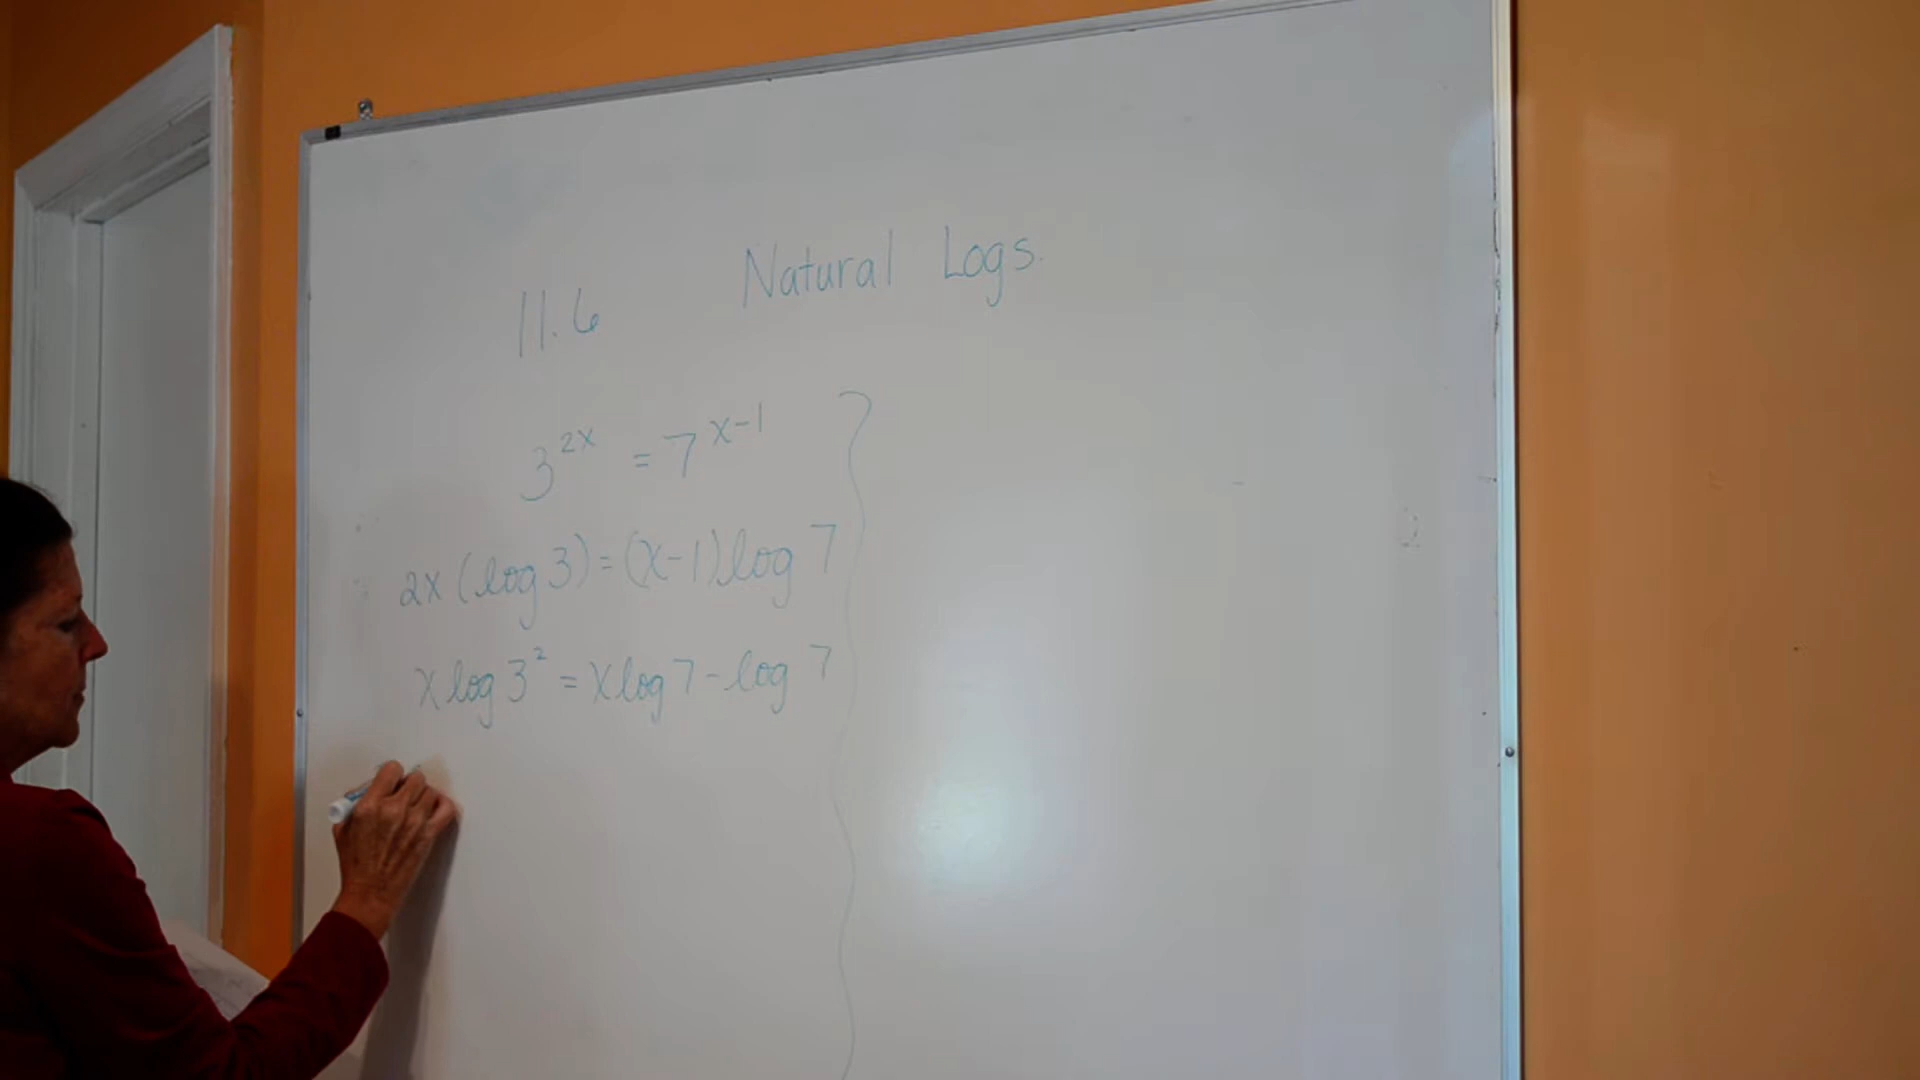 11.6 Natural Logs.
3^{2x} = 7^{x-1}
2x (log 3) = (x-1) log 7
x log 3^2 = x log 7 - log 7